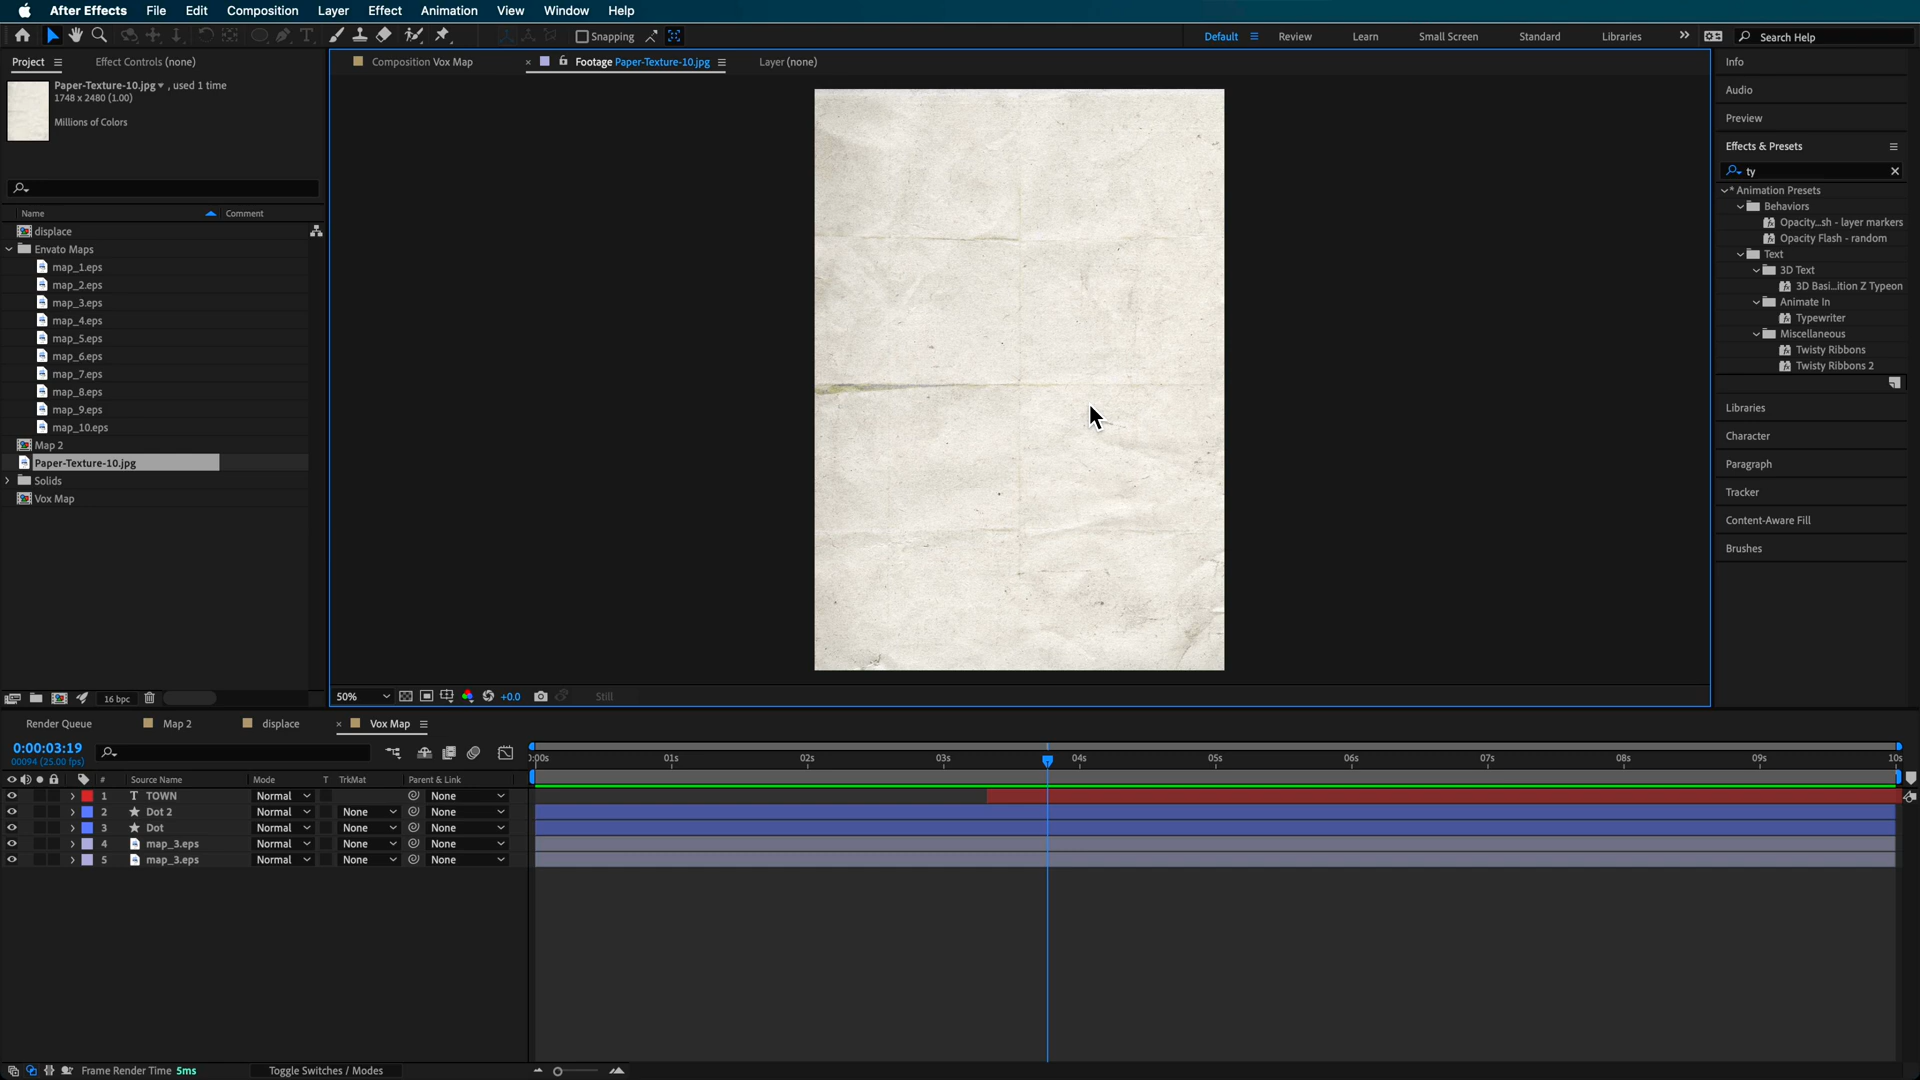 After Effects File Edit Composition Layer Effect Animation View Window Help
Snapping Default Review Learn Small Screen Standard Libraries Search Help
Project Effect Controls (none)
Paper-Texture-10.jpg , used 1 time
1748 x 2480 (1.00)
Millions of Colors
Name Comment
displace
Envato Maps
map_1.eps
map_2.eps
map_3.eps
map_4.eps
map_5.eps
map_6.eps
map_7.eps
map_8.eps
map_9.eps
map_10.eps
Map 2
Paper-Texture-10.jpg
Solids
Vox Map
16 bpc
Composition Vox Map × Footage Paper-Texture-10.jpg Layer (none)
50% +0.0 Still
Info
Audio
Preview
Effects & Presets
ty
* Animation Presets
Behaviors
Opacity...sh - layer markers
Opacity Flash - random
Text
3D Text
3D Basi...ition Z Typeon
Animate In
Typewriter
Miscellaneous
Twisty Ribbons
Twisty Ribbons 2
Libraries
Character
Paragraph
Tracker
Content-Aware Fill
Brushes
Render Queue Map 2 displace × Vox Map
0:00:03:19
00094 (25.00 fps)
# Source Name Mode T TrkMat Parent & Link
1 T TOWN Normal None
2 Dot 2 Normal None None
3 Dot Normal None None
4 map_3.eps Normal None None
5 map_3.eps Normal None None
:00s 01s 02s 03s 04s 05s 06s 07s 08s 09s 10s
Frame Render Time 5ms Toggle Switches / Modes